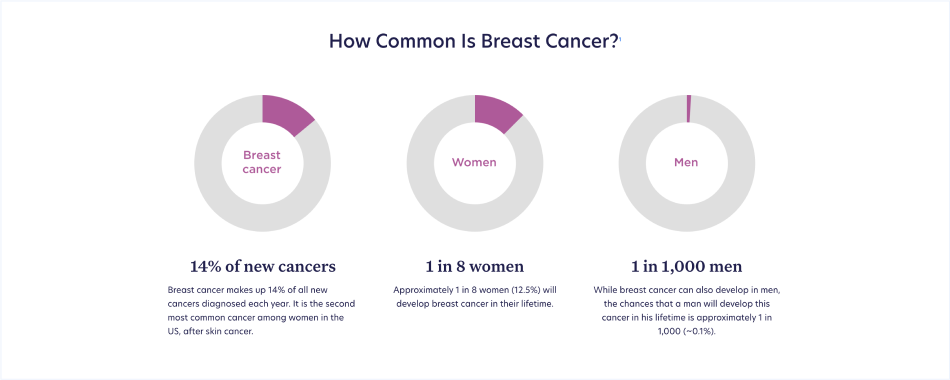 How Common Is Breast Cancer?¹
Breast
cancer
Women
Men
14% of new cancers
Breast cancer makes up 14% of all new
cancers diagnosed each year. It is the second
most common cancer among women in the
US, after skin cancer.
1 in 8 women
Approximately 1 in 8 women (12.5%) will
develop breast cancer in their lifetime.
1 in 1,000 men
While breast cancer can also develop in men,
the chances that a man will develop this
cancer in his lifetime is approximately 1 in
1,000 (~0.1%).